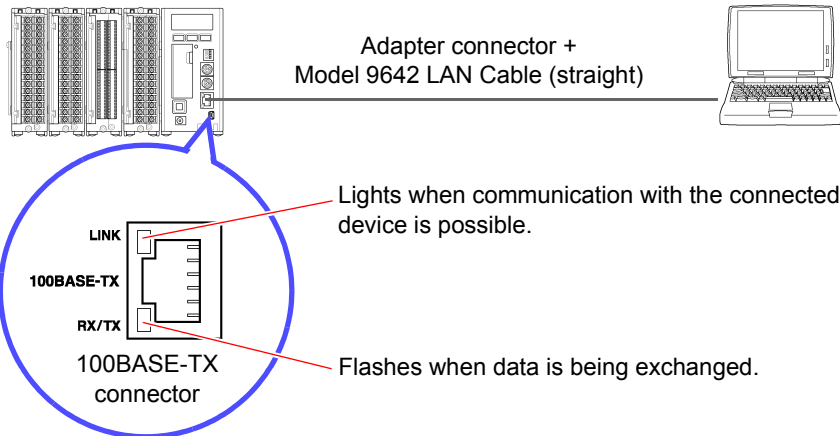 Adapter connector +
Model 9642 LAN Cable (straight)
Lights when communication with the connected
device is possible.
LINK
100BASE-TX
RX/TX
100BASE-TX
connector
Flashes when data is being exchanged.